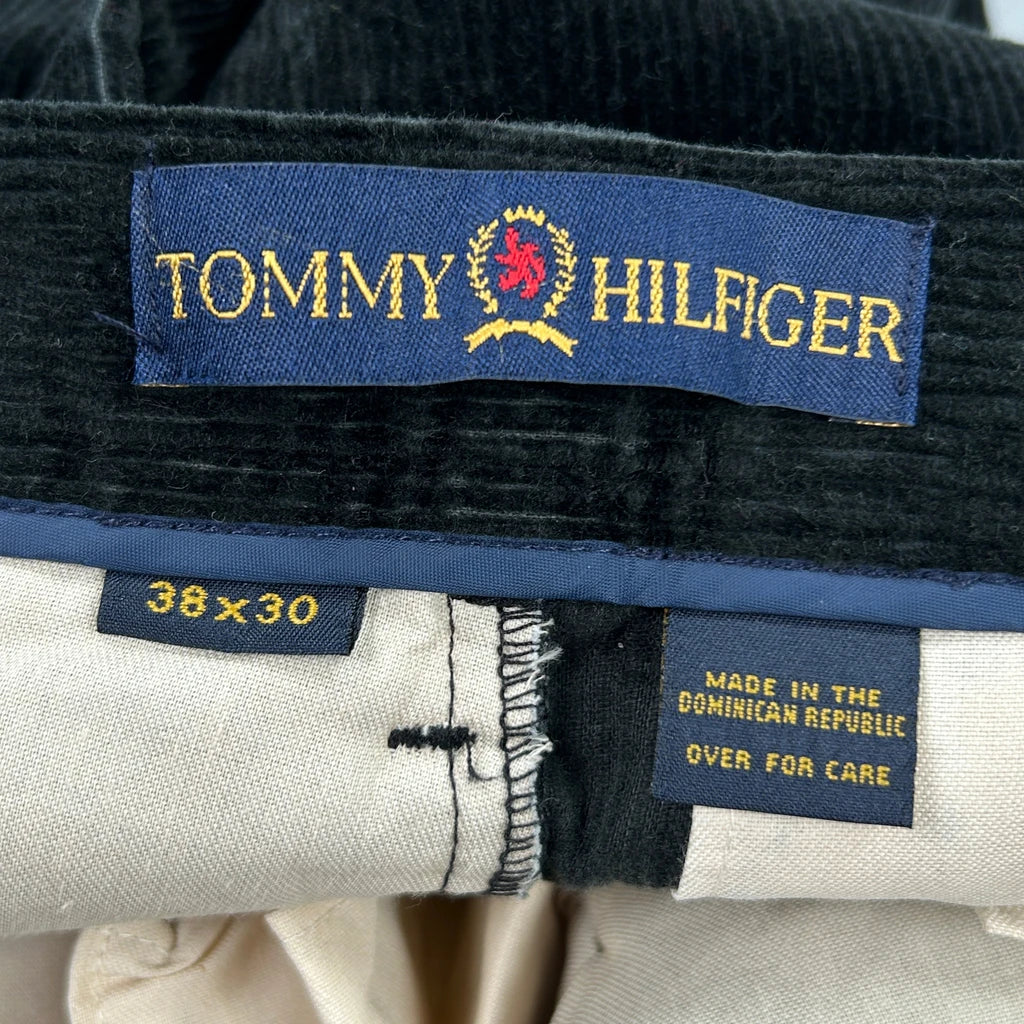 TOMMY HILFIGER
38x30
MADE IN THE
DOMINICAN REPUBLIC
OVER FOR CARE